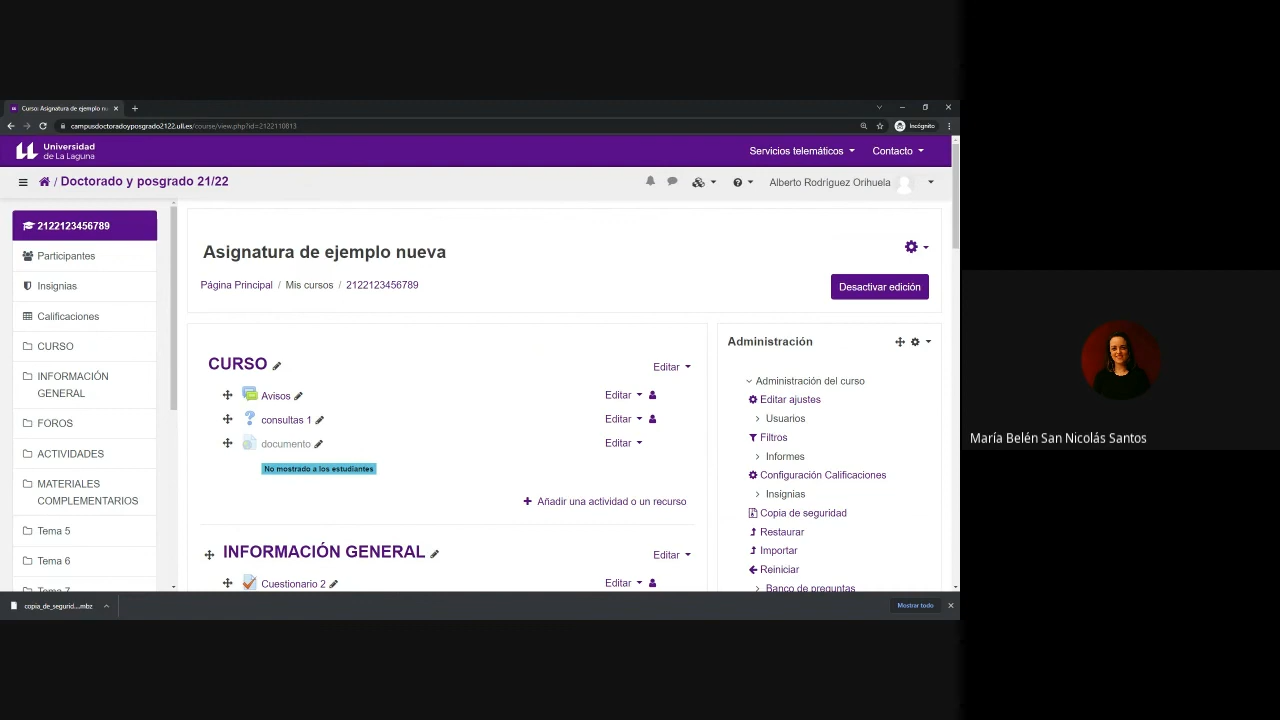 Curso: Asignatura de ejemplo nu
campusdoctoradoyposgrado2122.ull.es/course/view.php?id=2122110813
Incógnito
Universidad
de La Laguna
Servicios telemáticos
Contacto
/ Doctorado y posgrado 21/22
Alberto Rodríguez Orihuela
2122123456789
Participantes
Insignias
Calificaciones
CURSO
INFORMACIÓN
GENERAL
FOROS
ACTIVIDADES
MATERIALES
COMPLEMENTARIOS
Tema 5
Tema 6
Tema 7
Asignatura de ejemplo nueva
Página Principal / Mis cursos / 2122123456789
Desactivar edición
CURSO
Editar
Avisos
Editar
consultas 1
Editar
documento
Editar
No mostrado a los estudiantes
Añadir una actividad o un recurso
INFORMACIÓN GENERAL
Editar
Cuestionario 2
Editar
Administración
Administración del curso
Editar ajustes
Usuarios
Filtros
Informes
Configuración Calificaciones
Insignias
Copia de seguridad
Restaurar
Importar
Reiniciar
Banco de preguntas
copia_de_segurid....mbz
Mostrar todo
María Belén San Nicolás Santos